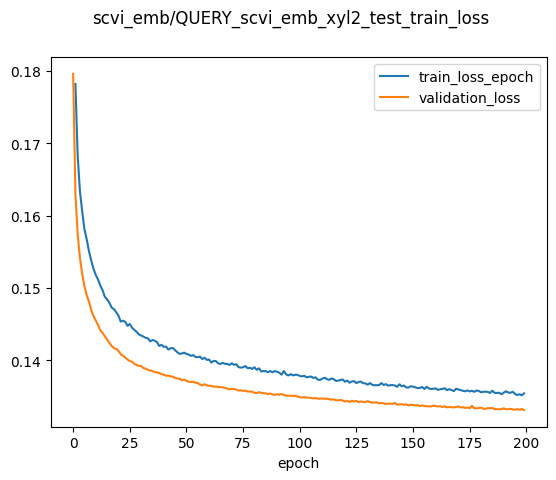 scvi_emb/QUERY_scvi_emb_xyl2_test_train_loss
train_loss_epoch
validation_loss
0.18
0.17
0.16
0.15
0.14
0 25 50 75 100 125 150 175 200
epoch